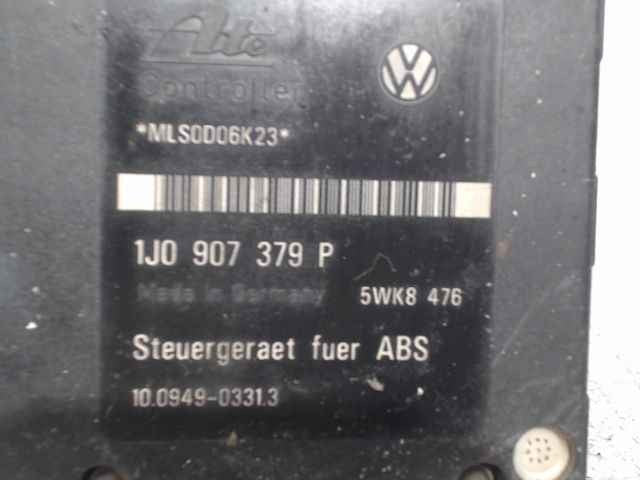 Ate
Controller
*MLS0D06K23*
1J0 907 379 P
Made in Germany
5WK8 476
Steuergeraet fuer ABS
10.0949-0331.3